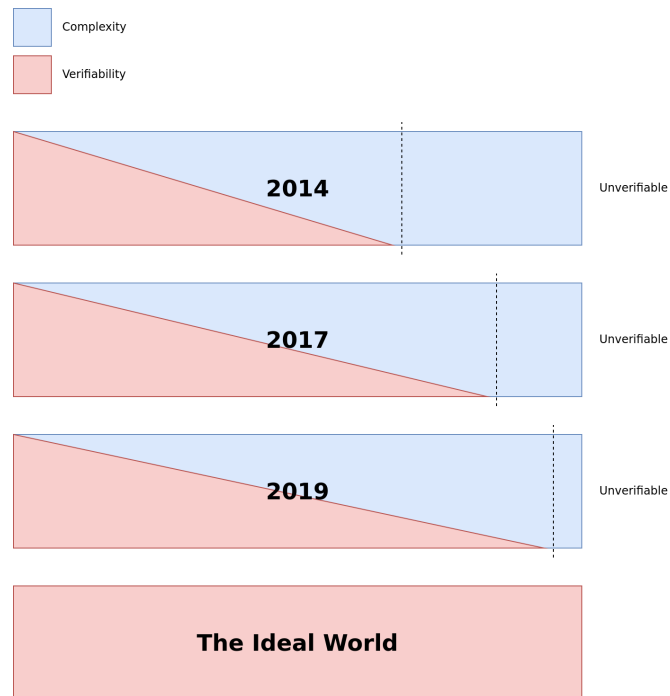 Complexity
Verifiability
2014
Unverifiable
2017
Unverifiable
2019
Unverifiable
The Ideal World